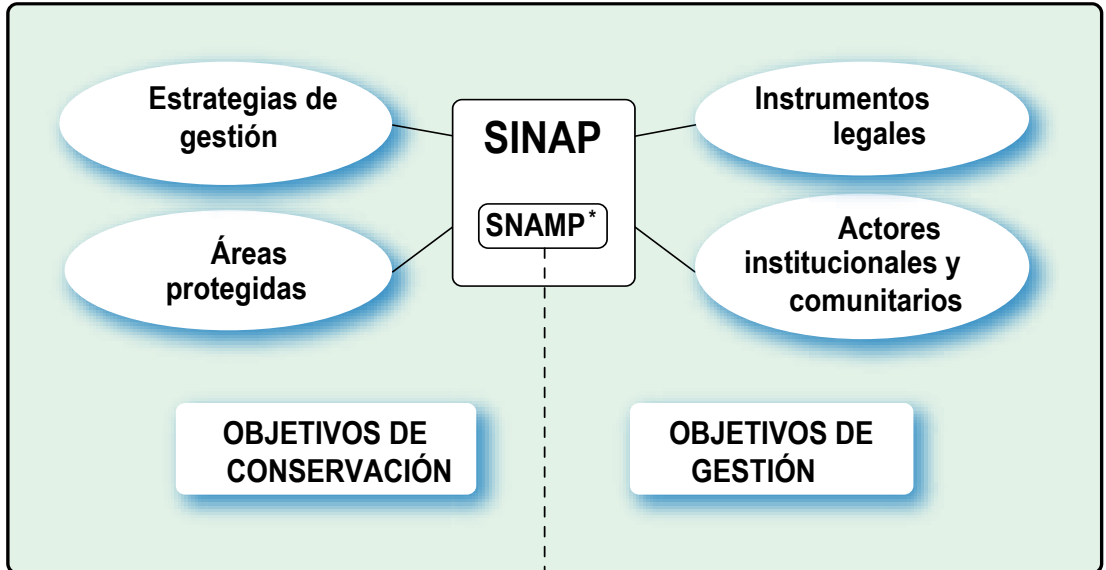 Estrategias de
gestión
SINAP
SNAMP*
Instrumentos
legales
Áreas
protegidas
Actores
institucionales y
comunitarios
OBJETIVOS DE
CONSERVACIÓN
OBJETIVOS DE
GESTIÓN